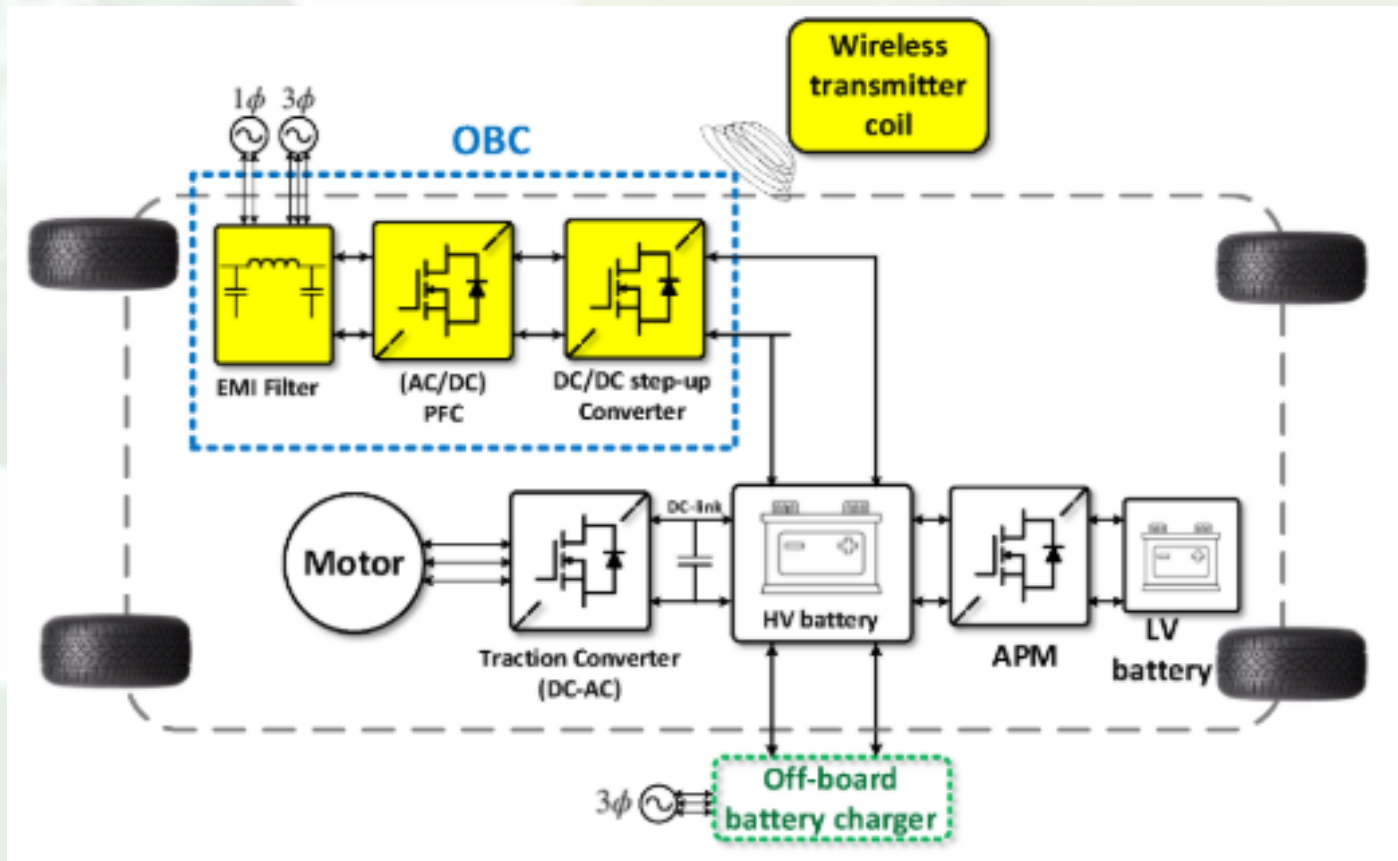 Wireless
transmitter
coil
1ϕ
3ϕ
OBC
EMI Filter
(AC/DC)
PFC
DC/DC step-up
Converter
Motor
DC-link
Traction Converter
(DC-AC)
HV battery
APM
LV
battery
3ϕ
Off-board
battery charger